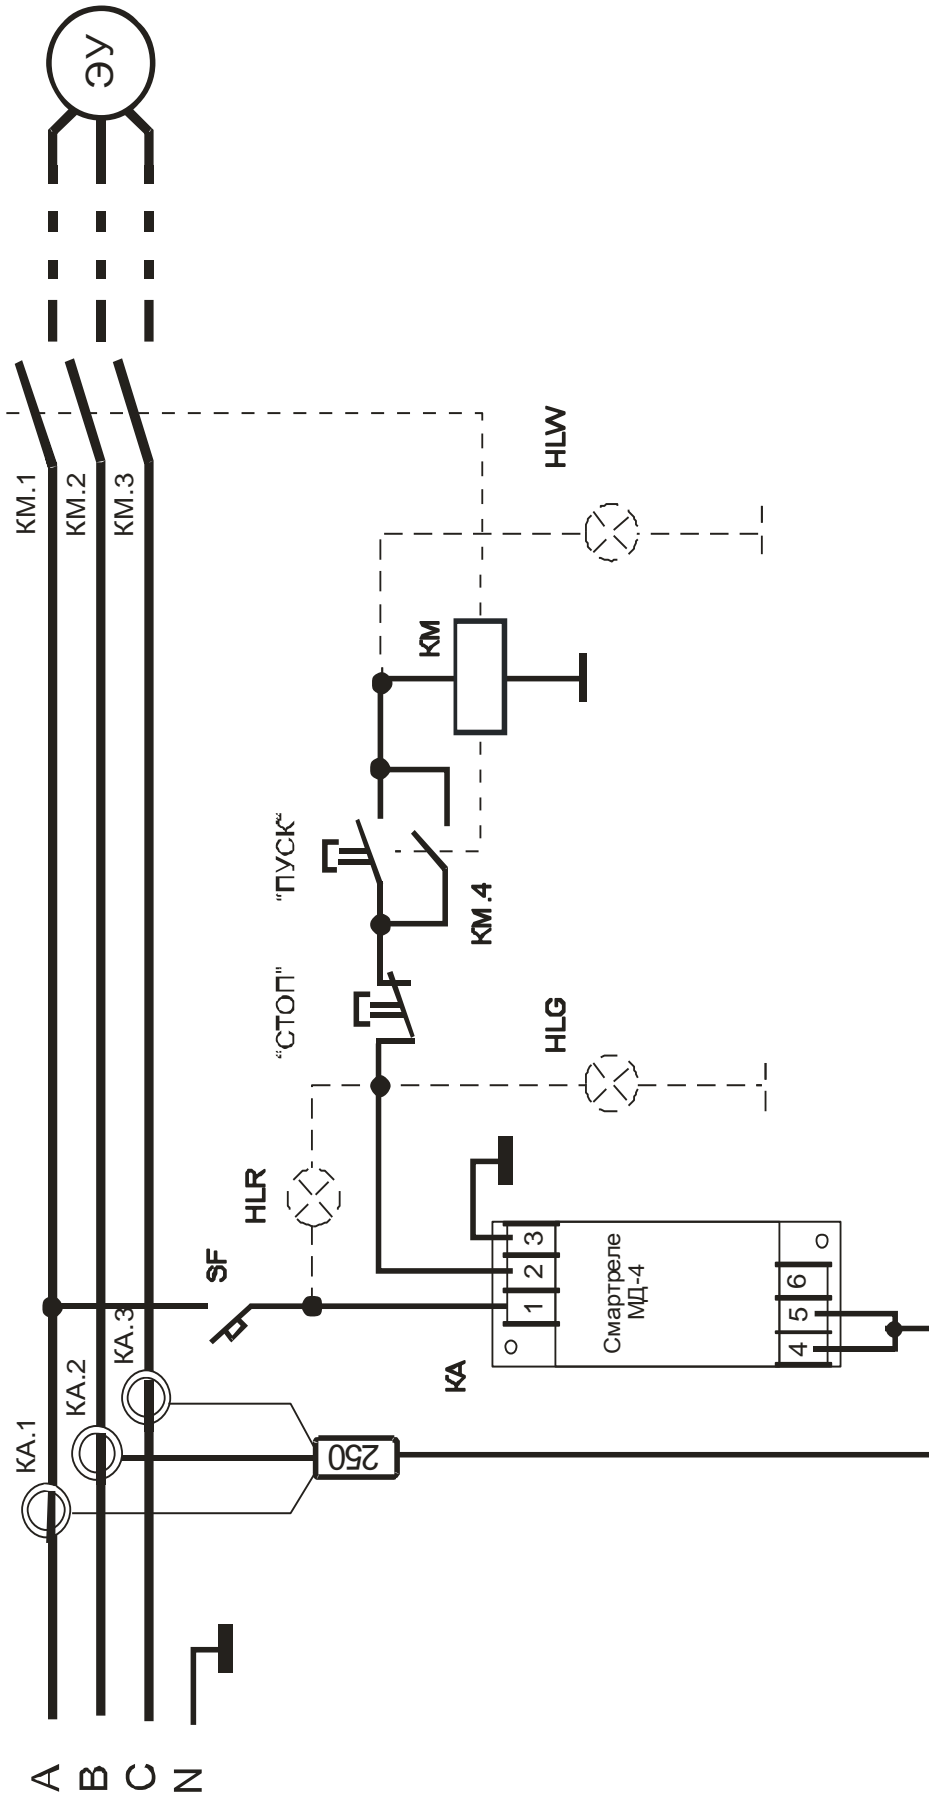 ЭУ
КМ.1
КМ.2
КМ.3
HLW
КМ
"ПУСК"
КМ.4
"СТОП"
HLG
HLR
SF
КА
1
2
3
Смартреле
МД-4
4
5
6
КА.1
КА.2
КА.3
250
A
B
C
N